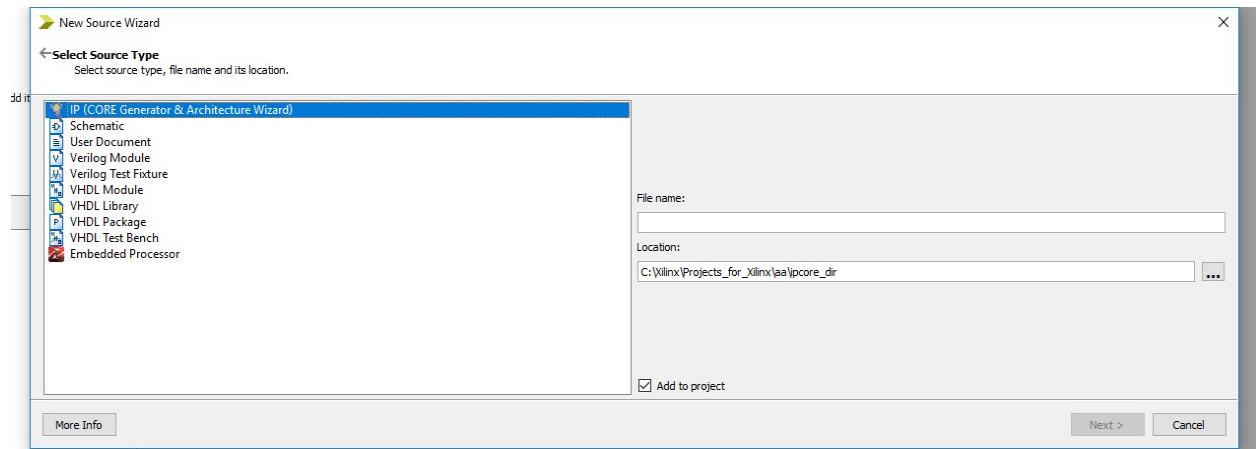 New Source Wizard
Select Source Type
Select source type, file name and its location.
dd it
IP (CORE Generator & Architecture Wizard)
Schematic
User Document
Verilog Module
Verilog Test Fixture
VHDL Module
VHDL Library
VHDL Package
VHDL Test Bench
Embedded Processor
File name:
Location:
C:\Xilinx\Projects_for_Xilinx\aa\ipcore_dir
...
Add to project
More Info
Next >
Cancel